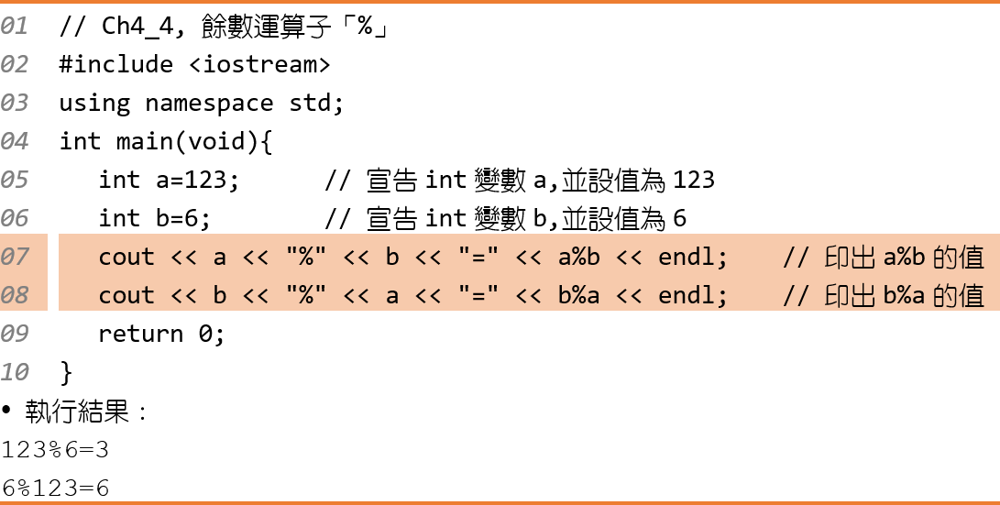 01 // Ch4_4, 餘數運算子「%」
02 #include <iostream>
03 using namespace std;
04 int main(void){
05 int a=123; // 宣告 int 變數 a,並設值為 123
06 int b=6; // 宣告 int 變數 b,並設值為 6
07 cout << a << "%" << b << "=" << a%b << endl; // 印出 a%b 的值
08 cout << b << "%" << a << "=" << b%a << endl; // 印出 b%a 的值
09 return 0;
10 }
• 執行結果：
123%6=3
6%123=6